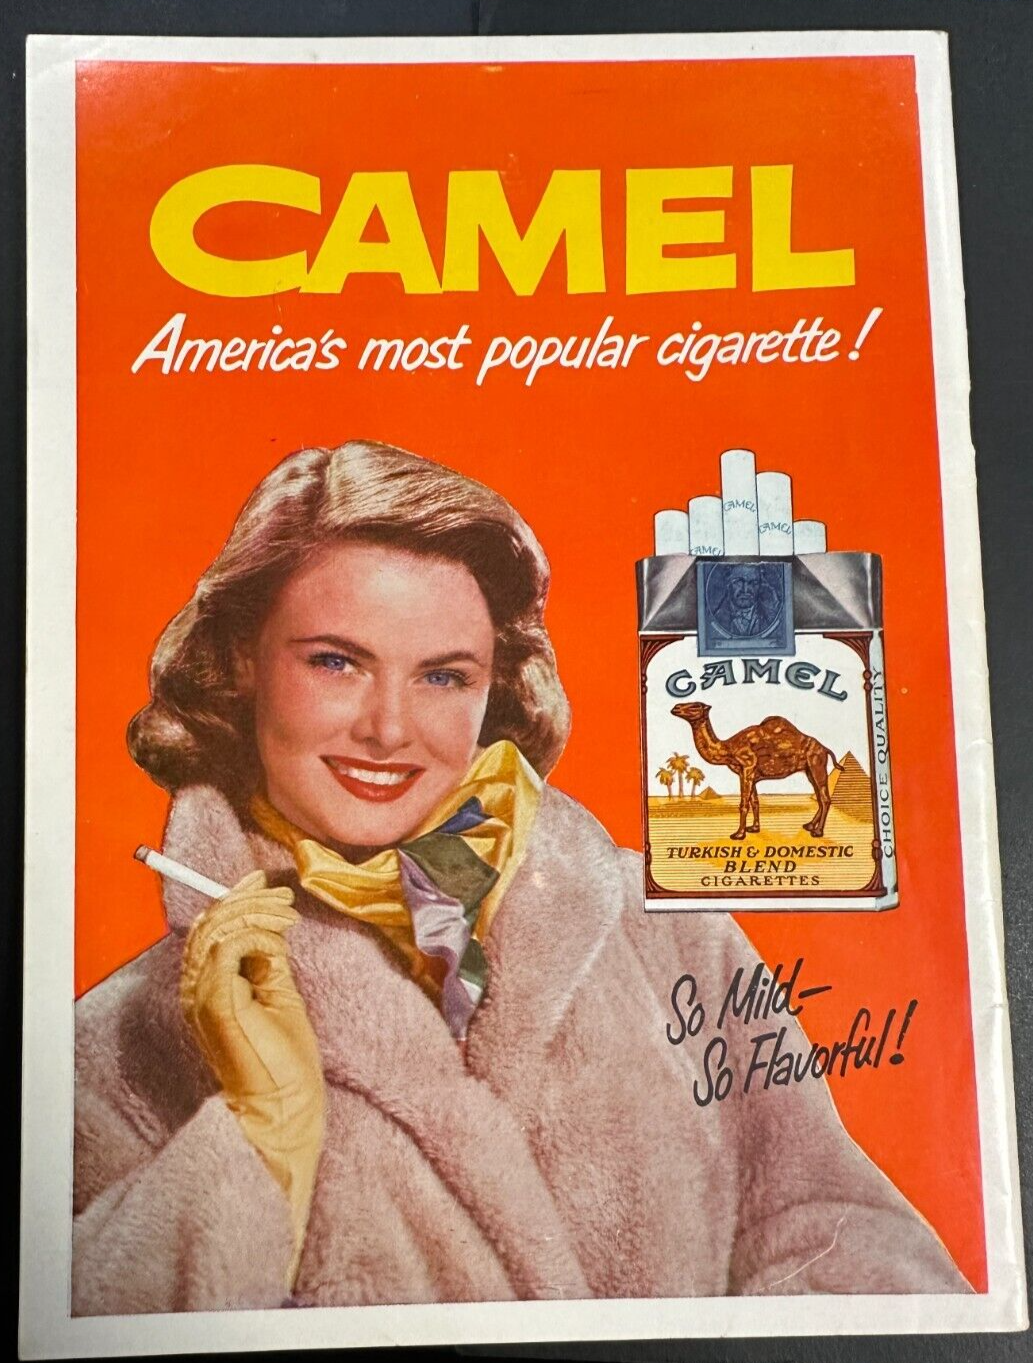 CAMEL
America's most popular cigarette!
CAMEL
CAMEL
CAMEL
CAMEL
CHOICE QUALITY
TURKISH & DOMESTIC
BLEND
CIGARETTES
So Mild—
So Flavorful!